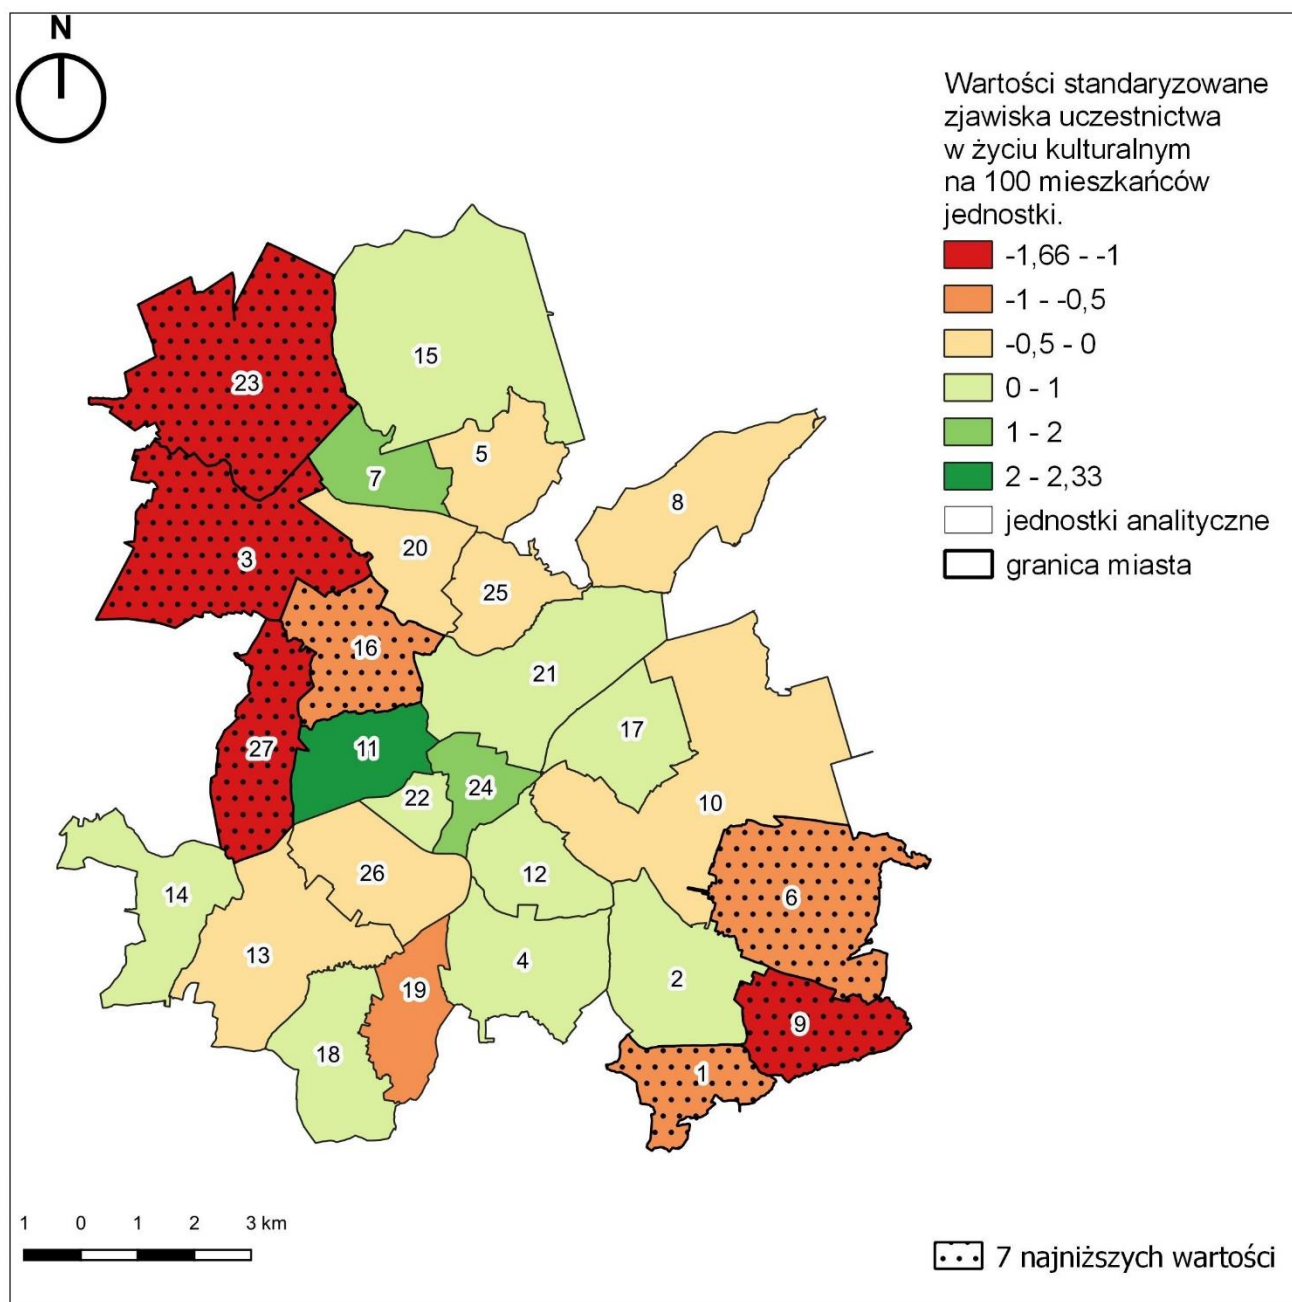 N
Wartości standaryzowane
zjawiska uczestnictwa
w życiu kulturalnym
na 100 mieszkańców
jednostki.
-1,66 - -1
-1 - -0,5
-0,5 - 0
0 - 1
1 - 2
2 - 2,33
jednostki analityczne
granica miasta
15
23
5
7
8
20
3
25
16
21
17
11
27
24
22
10
26
12
14
6
13
4
2
19
9
18
1
1 0 1 2 3 km
7 najniższych wartości